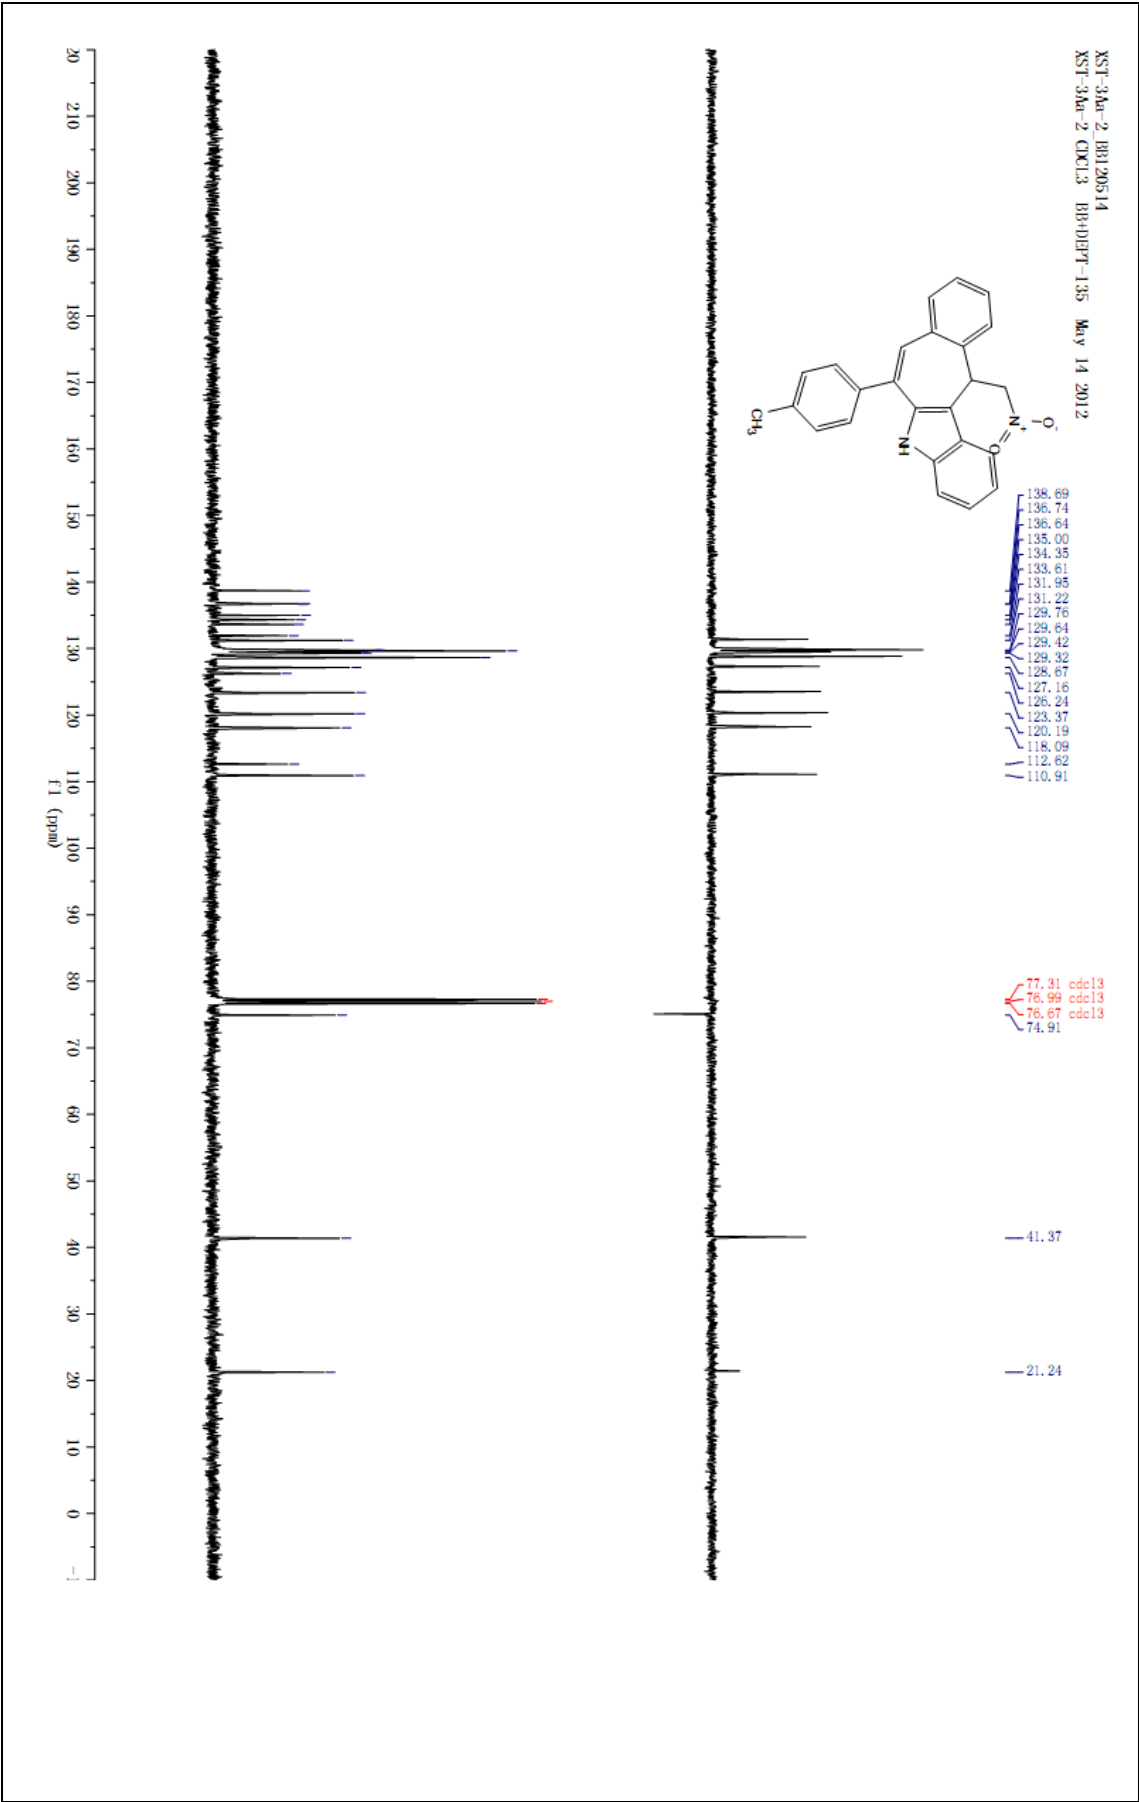 XST-3Aa-2_BB120514
XST-3Aa-2 CDCL3 BB+DEPT-135 May 14 2012
O-
N+
O
NH
CH3
138.69
136.74
136.64
135.00
134.35
133.61
131.95
131.22
129.76
129.64
129.42
129.32
128.67
127.16
126.24
123.37
120.19
118.09
112.62
110.91
77.31 cdcl3
76.99 cdcl3
76.67 cdcl3
74.91
41.37
21.24
20 210 200 190 180 170 160 150 140 130 120 110 100 90 80 70 60 50 40 30 20 10 0 -1
f1 (ppm)